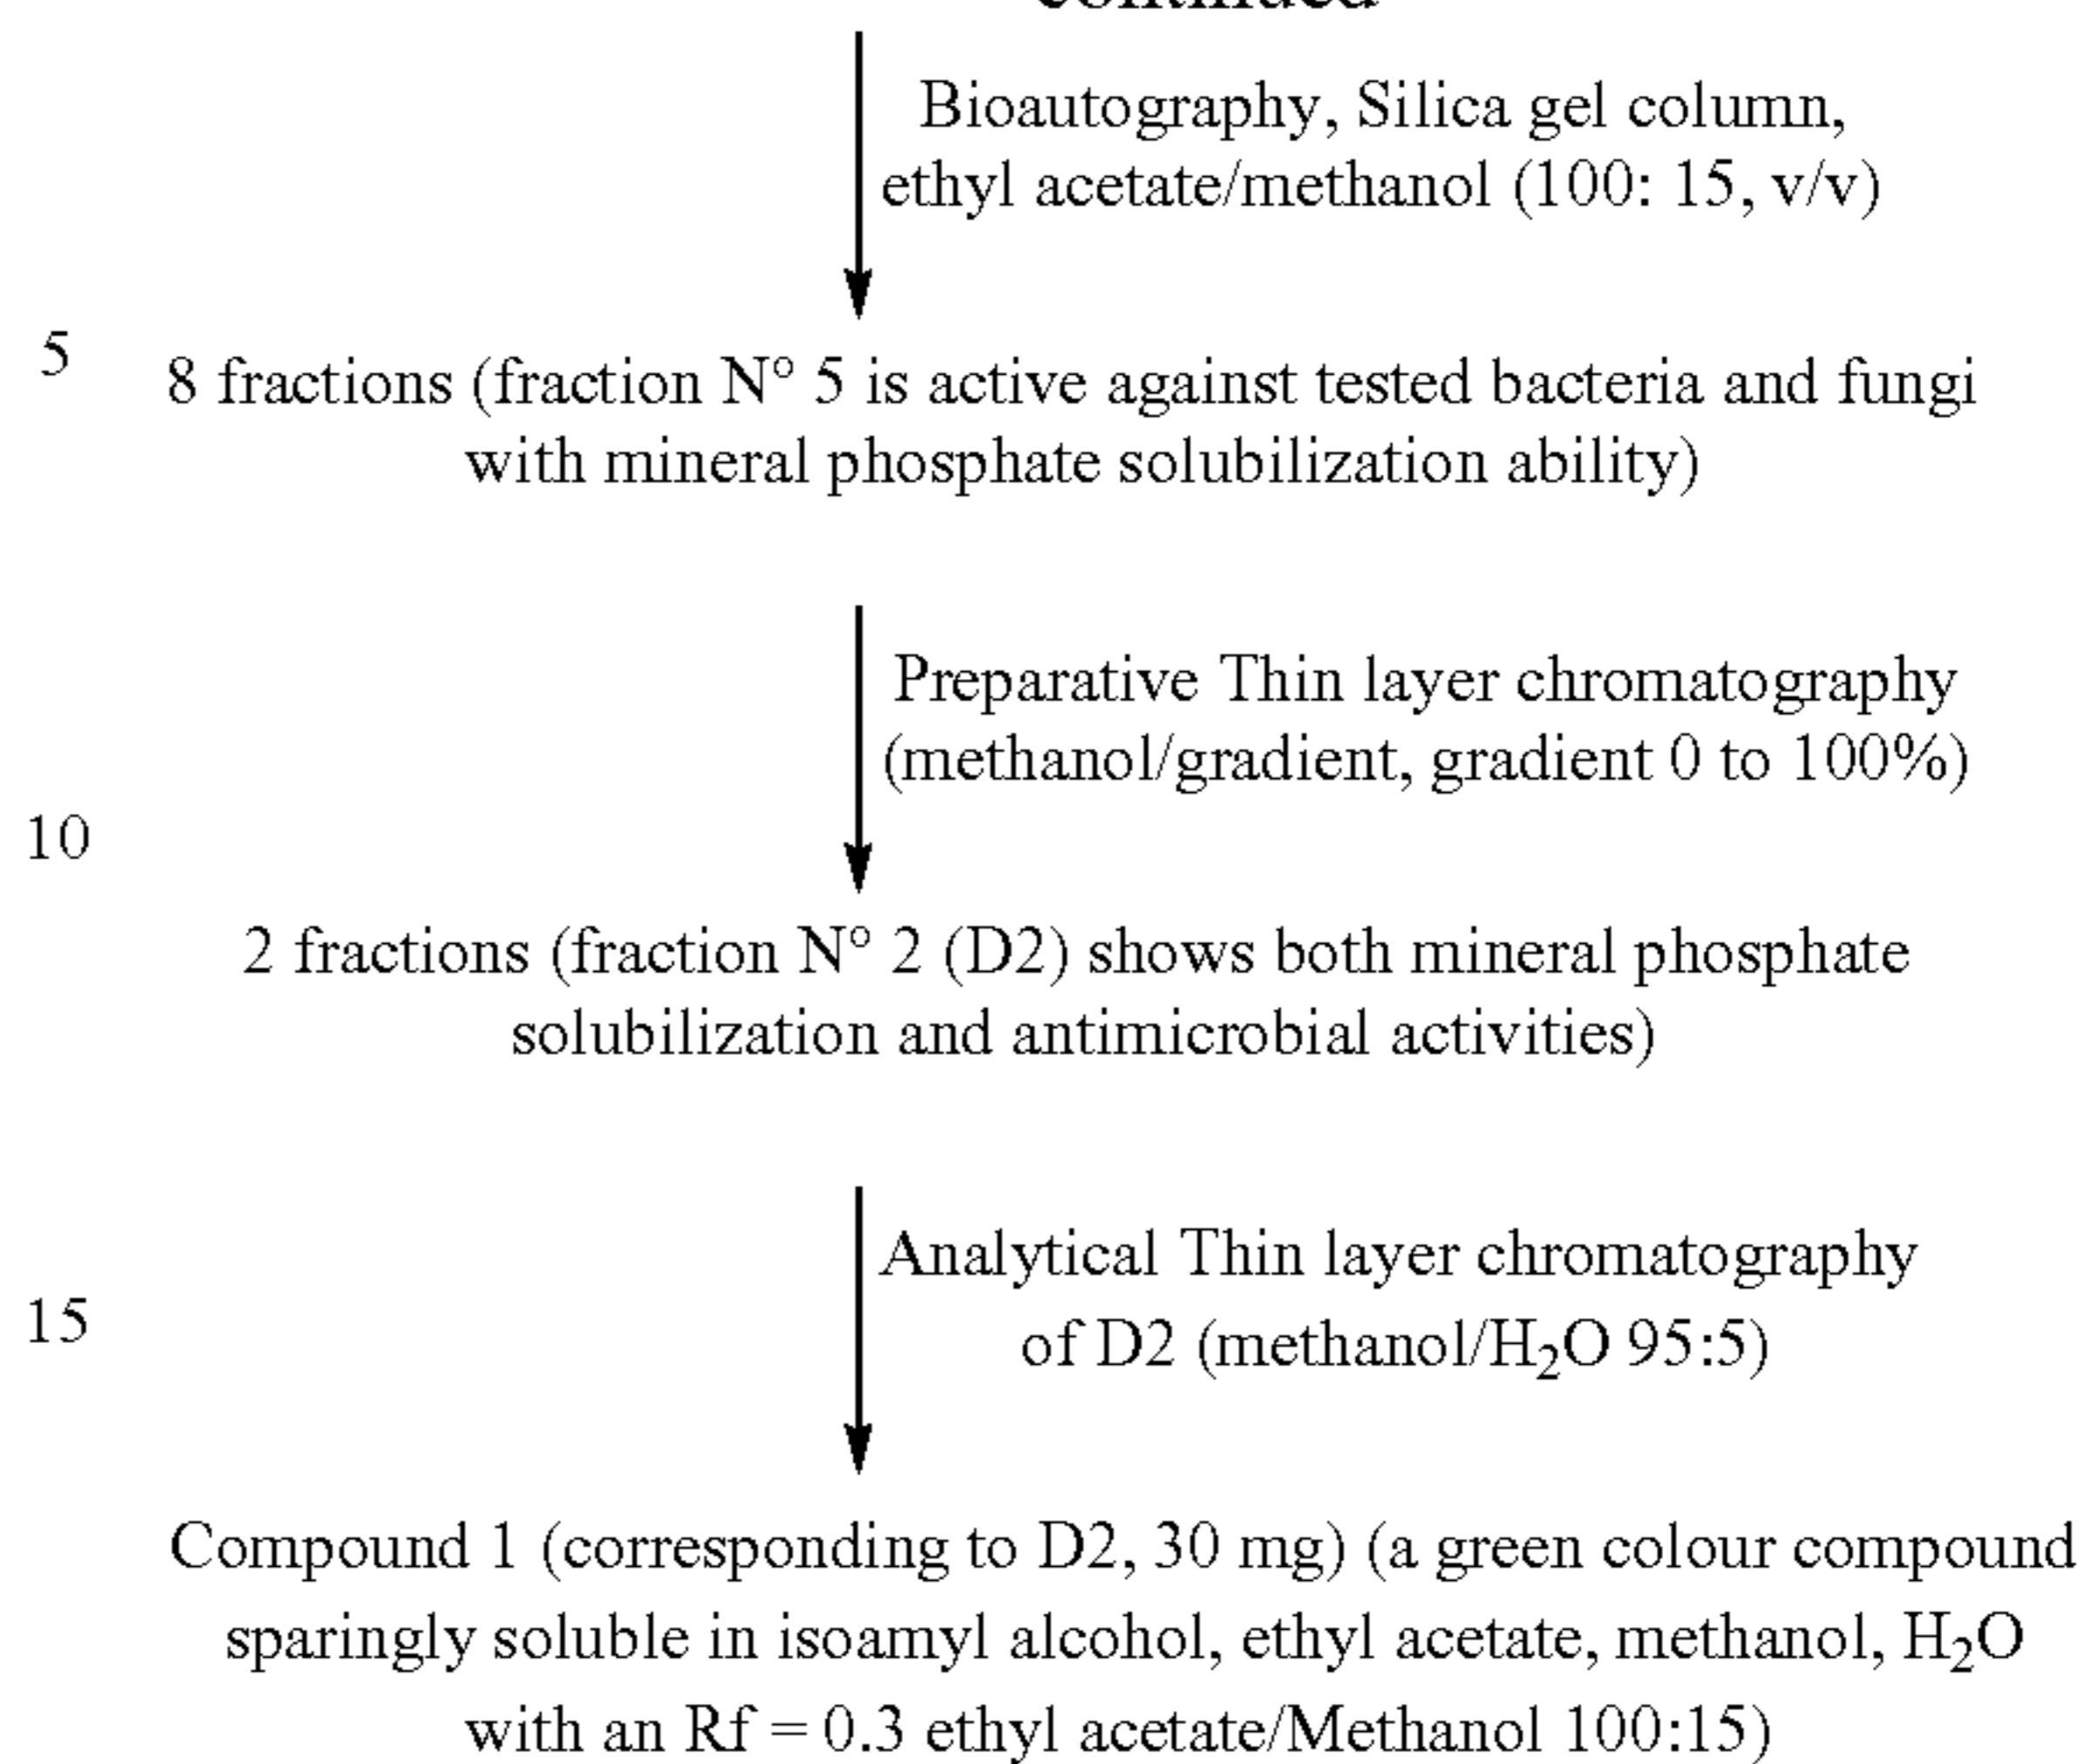 Bioautography, Silica gel column,
ethyl acetate/methanol (100: 15, v/v)
5
8 fractions (fraction N° 5 is active against tested bacteria and fungi
with mineral phosphate solubilization ability)
Preparative Thin layer chromatography
(methanol/gradient, gradient 0 to 100%)
10
2 fractions (fraction N° 2 (D2) shows both mineral phosphate
solubilization and antimicrobial activities)
Analytical Thin layer chromatography
15
of D2 (methanol/H₂O 95:5)
Compound 1 (corresponding to D2, 30 mg) (a green colour compound
sparingly soluble in isoamyl alcohol, ethyl acetate, methanol, H₂O
with an Rf = 0.3 ethyl acetate/Methanol 100:15)